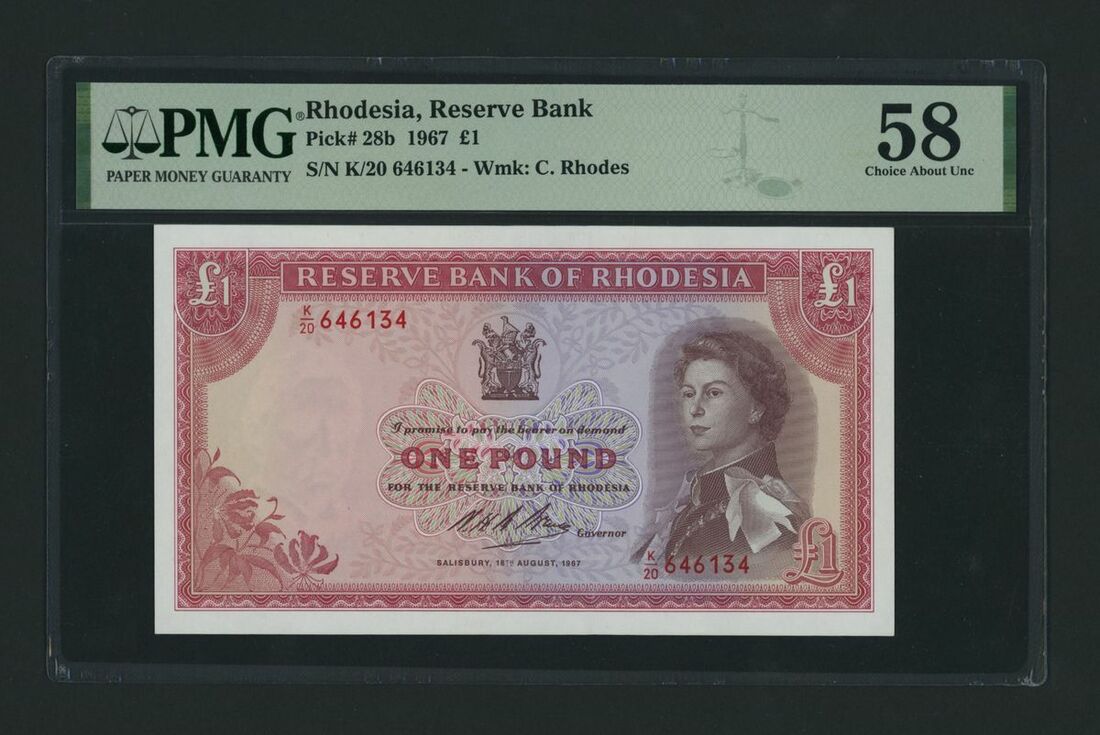 PMG®
PAPER MONEY GUARANTY
Rhodesia, Reserve Bank
Pick# 28b 1967 £1
S/N K/20 646134 - Wmk: C. Rhodes
58
Choice About Unc
£1
RESERVE BANK OF RHODESIA
£1
K/20 646134
I promise to pay the bearer on demand
ONE POUND
FOR THE RESERVE BANK OF RHODESIA
Governor
SALISBURY, 18TH AUGUST, 1967
K/20 646134
£1